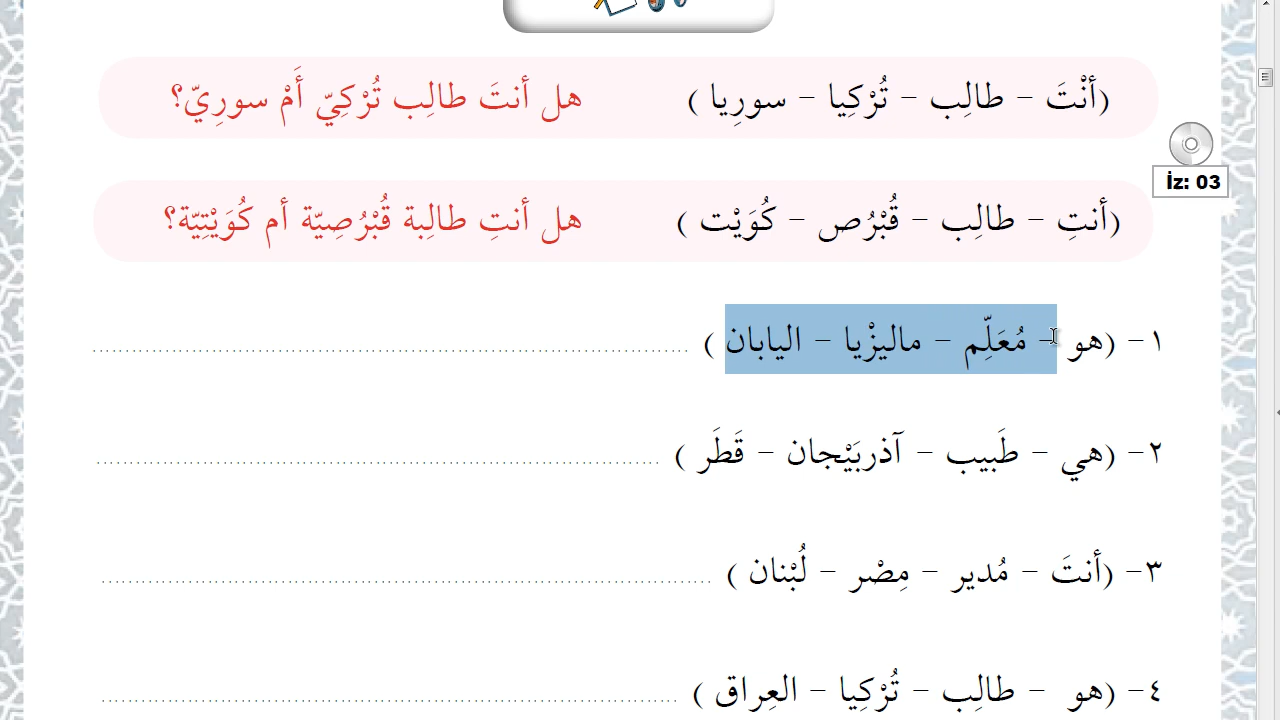 (أنْتَ – طالِب – تُرْكِيا – سورِيا ) هل أنتَ طالِب تُرْكِيّ أَمْ سورِيّ؟
İz: 03
(أنتِ – طالِب – قُبْرُص – كُوَيْت ) هل أنتِ طالِبة قُبْرُصِيّة أم كُوَيْتِيّة؟
١- (هو – مُعَلِّم – ماليزْيا – اليابان ) ........................................
٢- (هي – طَبيب – آذربَيْجان – قَطَر ) ........................................
٣- (أنتَ – مُدير – مِصْر – لُبْنان ) ........................................
٤- (هو – طالِب – تُرْكِيا – العِراق ) ........................................